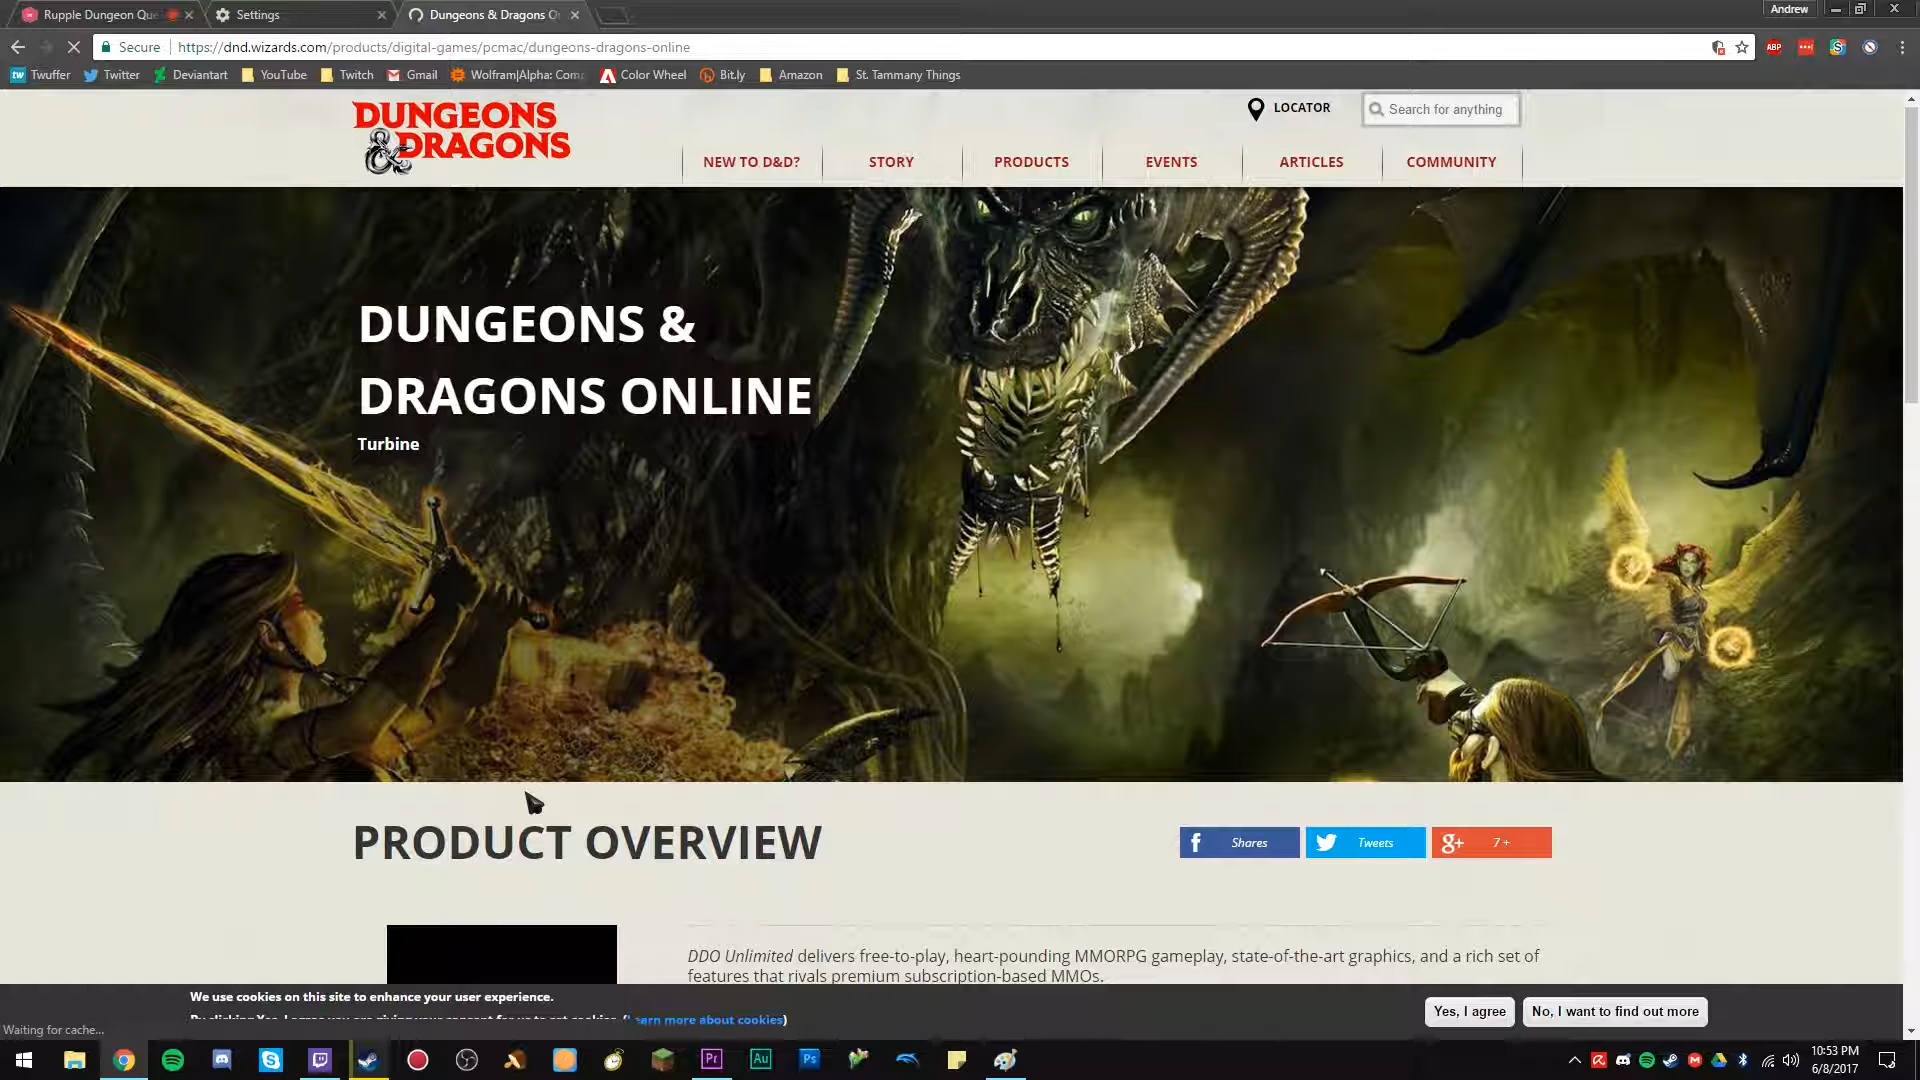 Rupple Dungeon Que
Settings
Dungeons & Dragons O
Andrew
Secure
https://dnd.wizards.com/products/digital-games/pcmac/dungeons-dragons-online
ABP
tw Twuffer
Twitter
Deviantart
YouTube
Twitch
Gmail
Wolfram|Alpha: Comp
Color Wheel
Bit.ly
Amazon
St. Tammany Things
DUNGEONS
& DRAGONS
LOCATOR
Search for anything
NEW TO D&D?
STORY
PRODUCTS
EVENTS
ARTICLES
COMMUNITY
DUNGEONS &
DRAGONS ONLINE
Turbine
PRODUCT OVERVIEW
Shares
Tweets
g+ 7 +
DDO Unlimited delivers free-to-play, heart-pounding MMORPG gameplay, state-of-the-art graphics, and a rich set of
features that rivals premium subscription-based MMOs.
We use cookies on this site to enhance your user experience.
By clicking Yes, I agree you are giving your consent for us to set cookies. (Learn more about cookies)
Yes, I agree
No, I want to find out more
Waiting for cache...
Pr
Au
Ps
10:53 PM
6/8/2017